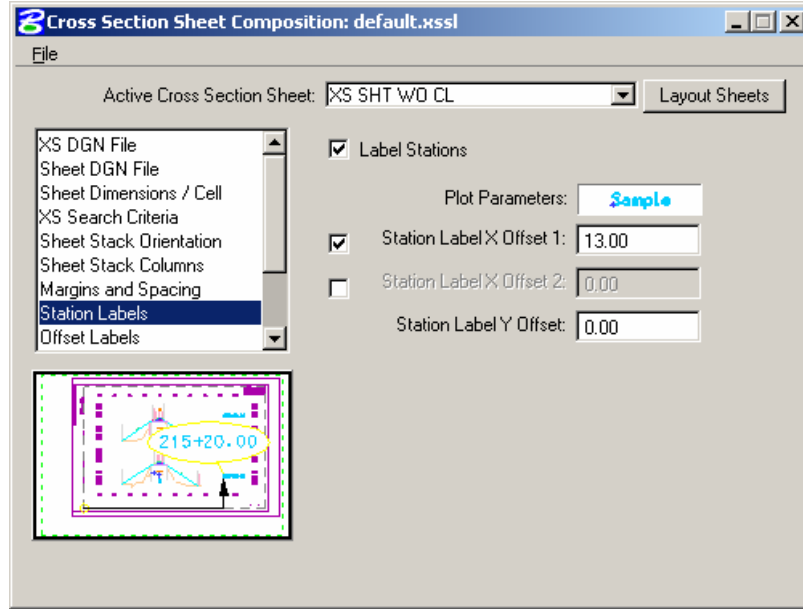 Cross Section Sheet Composition: default.xssl
File
Active Cross Section Sheet: XS SHT WO CL Layout Sheets
XS DGN File
Sheet DGN File
Sheet Dimensions / Cell
XS Search Criteria
Sheet Stack Orientation
Sheet Stack Columns
Margins and Spacing
Station Labels
Offset Labels
Label Stations
Plot Parameters: Sample
Station Label X Offset 1: 13.00
Station Label X Offset 2: 0.00
Station Label Y Offset: 0.00
215+20.00